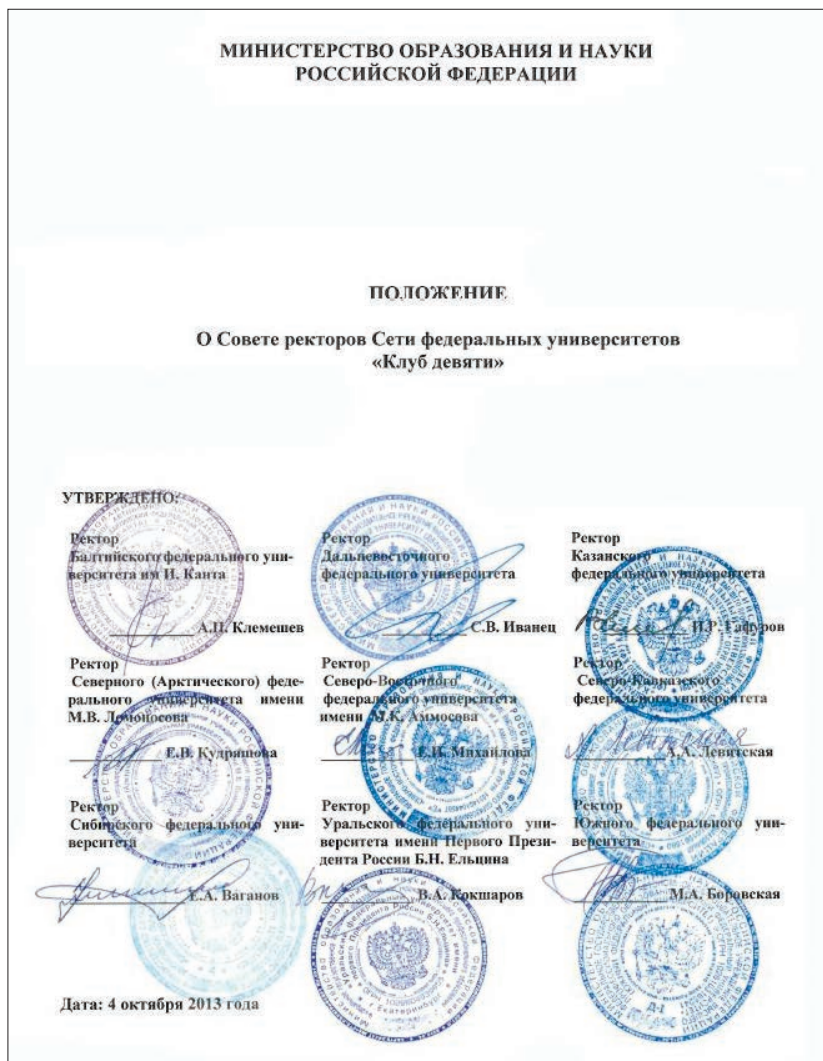 МИНИСТЕРСТВО ОБРАЗОВАНИЯ И НАУКИ
РОССИЙСКОЙ ФЕДЕРАЦИИ
ПОЛОЖЕНИЕ
О Совете ректоров Сети федеральных университетов
«Клуб девяти»
УТВЕРЖДЕНО:
Ректор
Балтийского федерального уни-
верситета им И. Канта
А.П. Клемешев
Ректор
Дальневосточного
федерального университета
С.В. Иванец
Ректор
Казанского
федерального университета
И.Р. Гафуров
Ректор
Северного (Арктического) феде-
рального университета имени
М.В. Ломоносова
Е.В. Кудряшова
Ректор
Северо-Восточного
федерального университета
имени М.К. Аммосова
Е.И. Михайлова
Ректор
Северо-Кавказского
федерального университета
А.А. Левитская
Ректор
Сибирского федерального уни-
верситета
Е.А. Ваганов
Ректор
Уральского федерального уни-
верситета имени Первого Прези-
дента России Б.Н. Ельцина
В.А. Кокшаров
Ректор
Южного федерального уни-
верситета
М.А. Боровская
Дата: 4 октября 2013 года